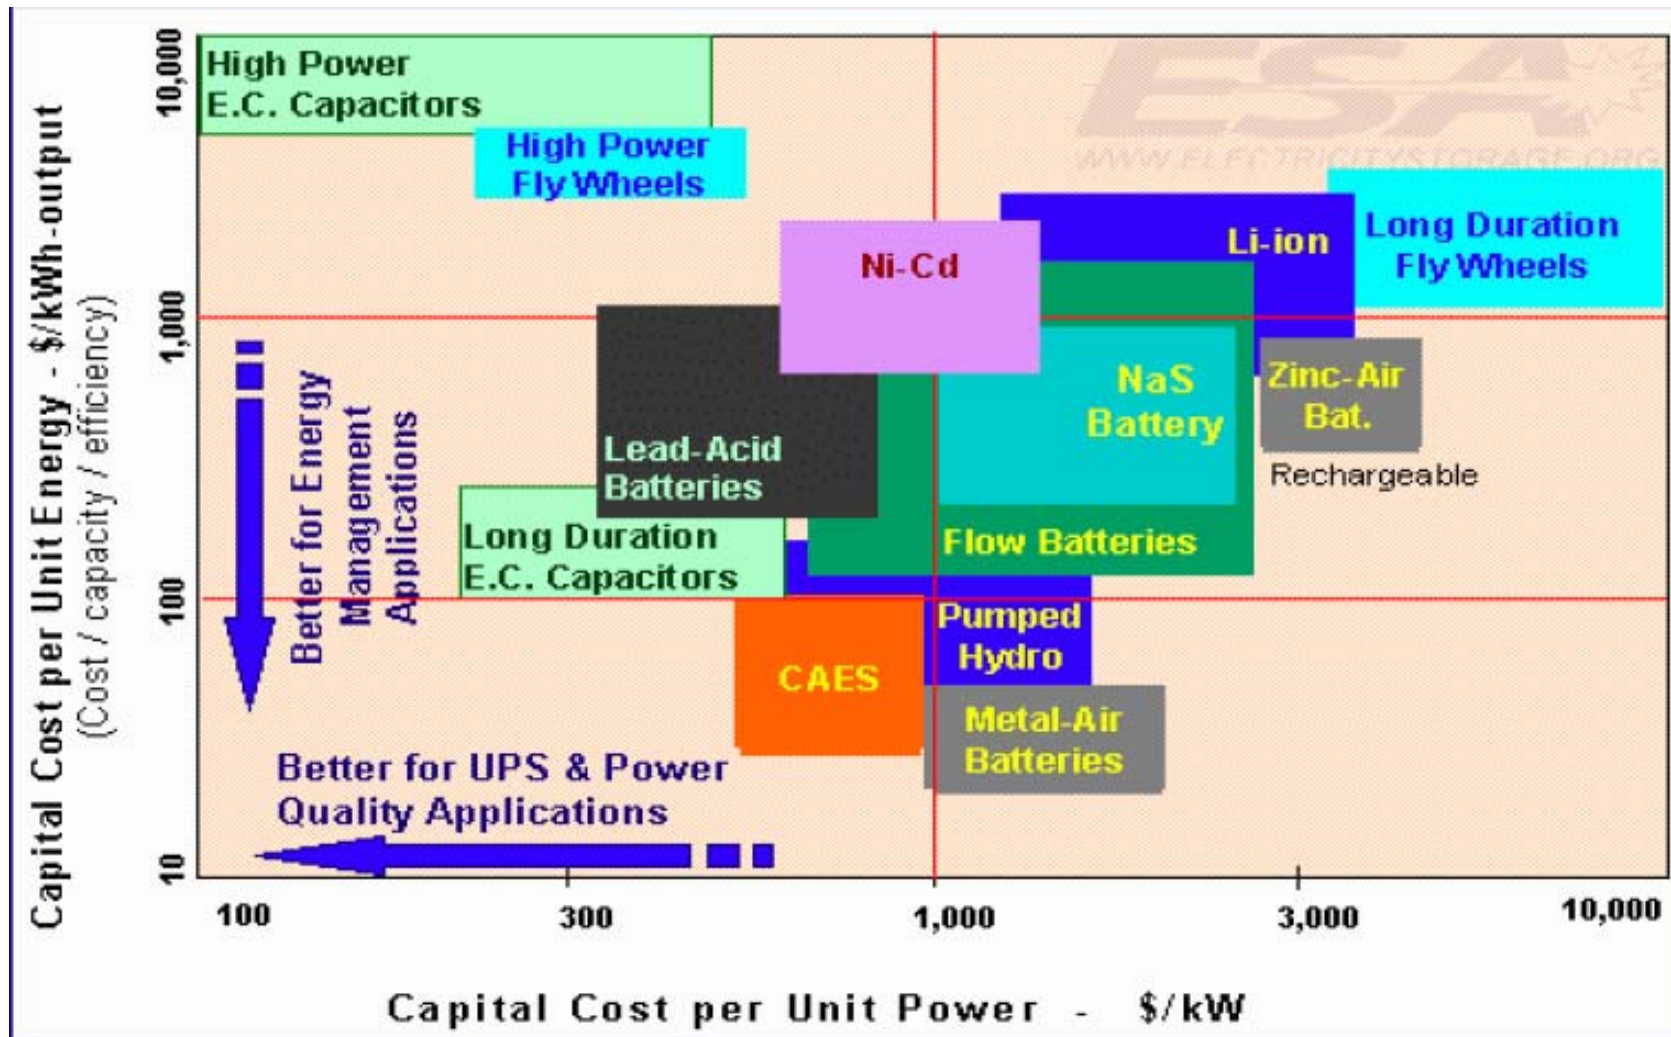 ESA
WWW.ELECTRICITYSTORAGE.ORG
Capital Cost per Unit Energy - $/kWh-output
(Cost / capacity / efficiency)
10,000
1,000
100
10
High Power
E.C. Capacitors
High Power
Fly Wheels
Long Duration
Fly Wheels
Li-ion
Ni-Cd
NaS
Battery
Zinc-Air
Bat.
Rechargeable
Lead-Acid
Batteries
Flow Batteries
Long Duration
E.C. Capacitors
Pumped
Hydro
CAES
Metal-Air
Batteries
Better for Energy
Management
Applications
Better for UPS & Power
Quality Applications
100
300
1,000
3,000
10,000
Capital Cost per Unit Power - $/kW